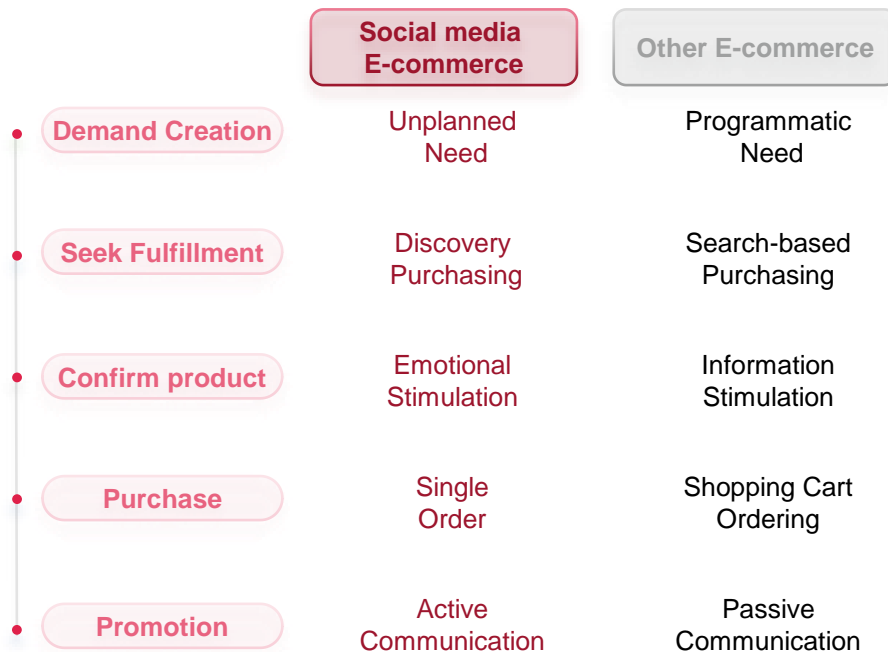 Social media
E-commerce
Other E-commerce
Demand Creation
Unplanned
Need
Programmatic
Need
Seek Fulfillment
Discovery
Purchasing
Search-based
Purchasing
Confirm product
Emotional
Stimulation
Information
Stimulation
Purchase
Single
Order
Shopping Cart
Ordering
Promotion
Active
Communication
Passive
Communication